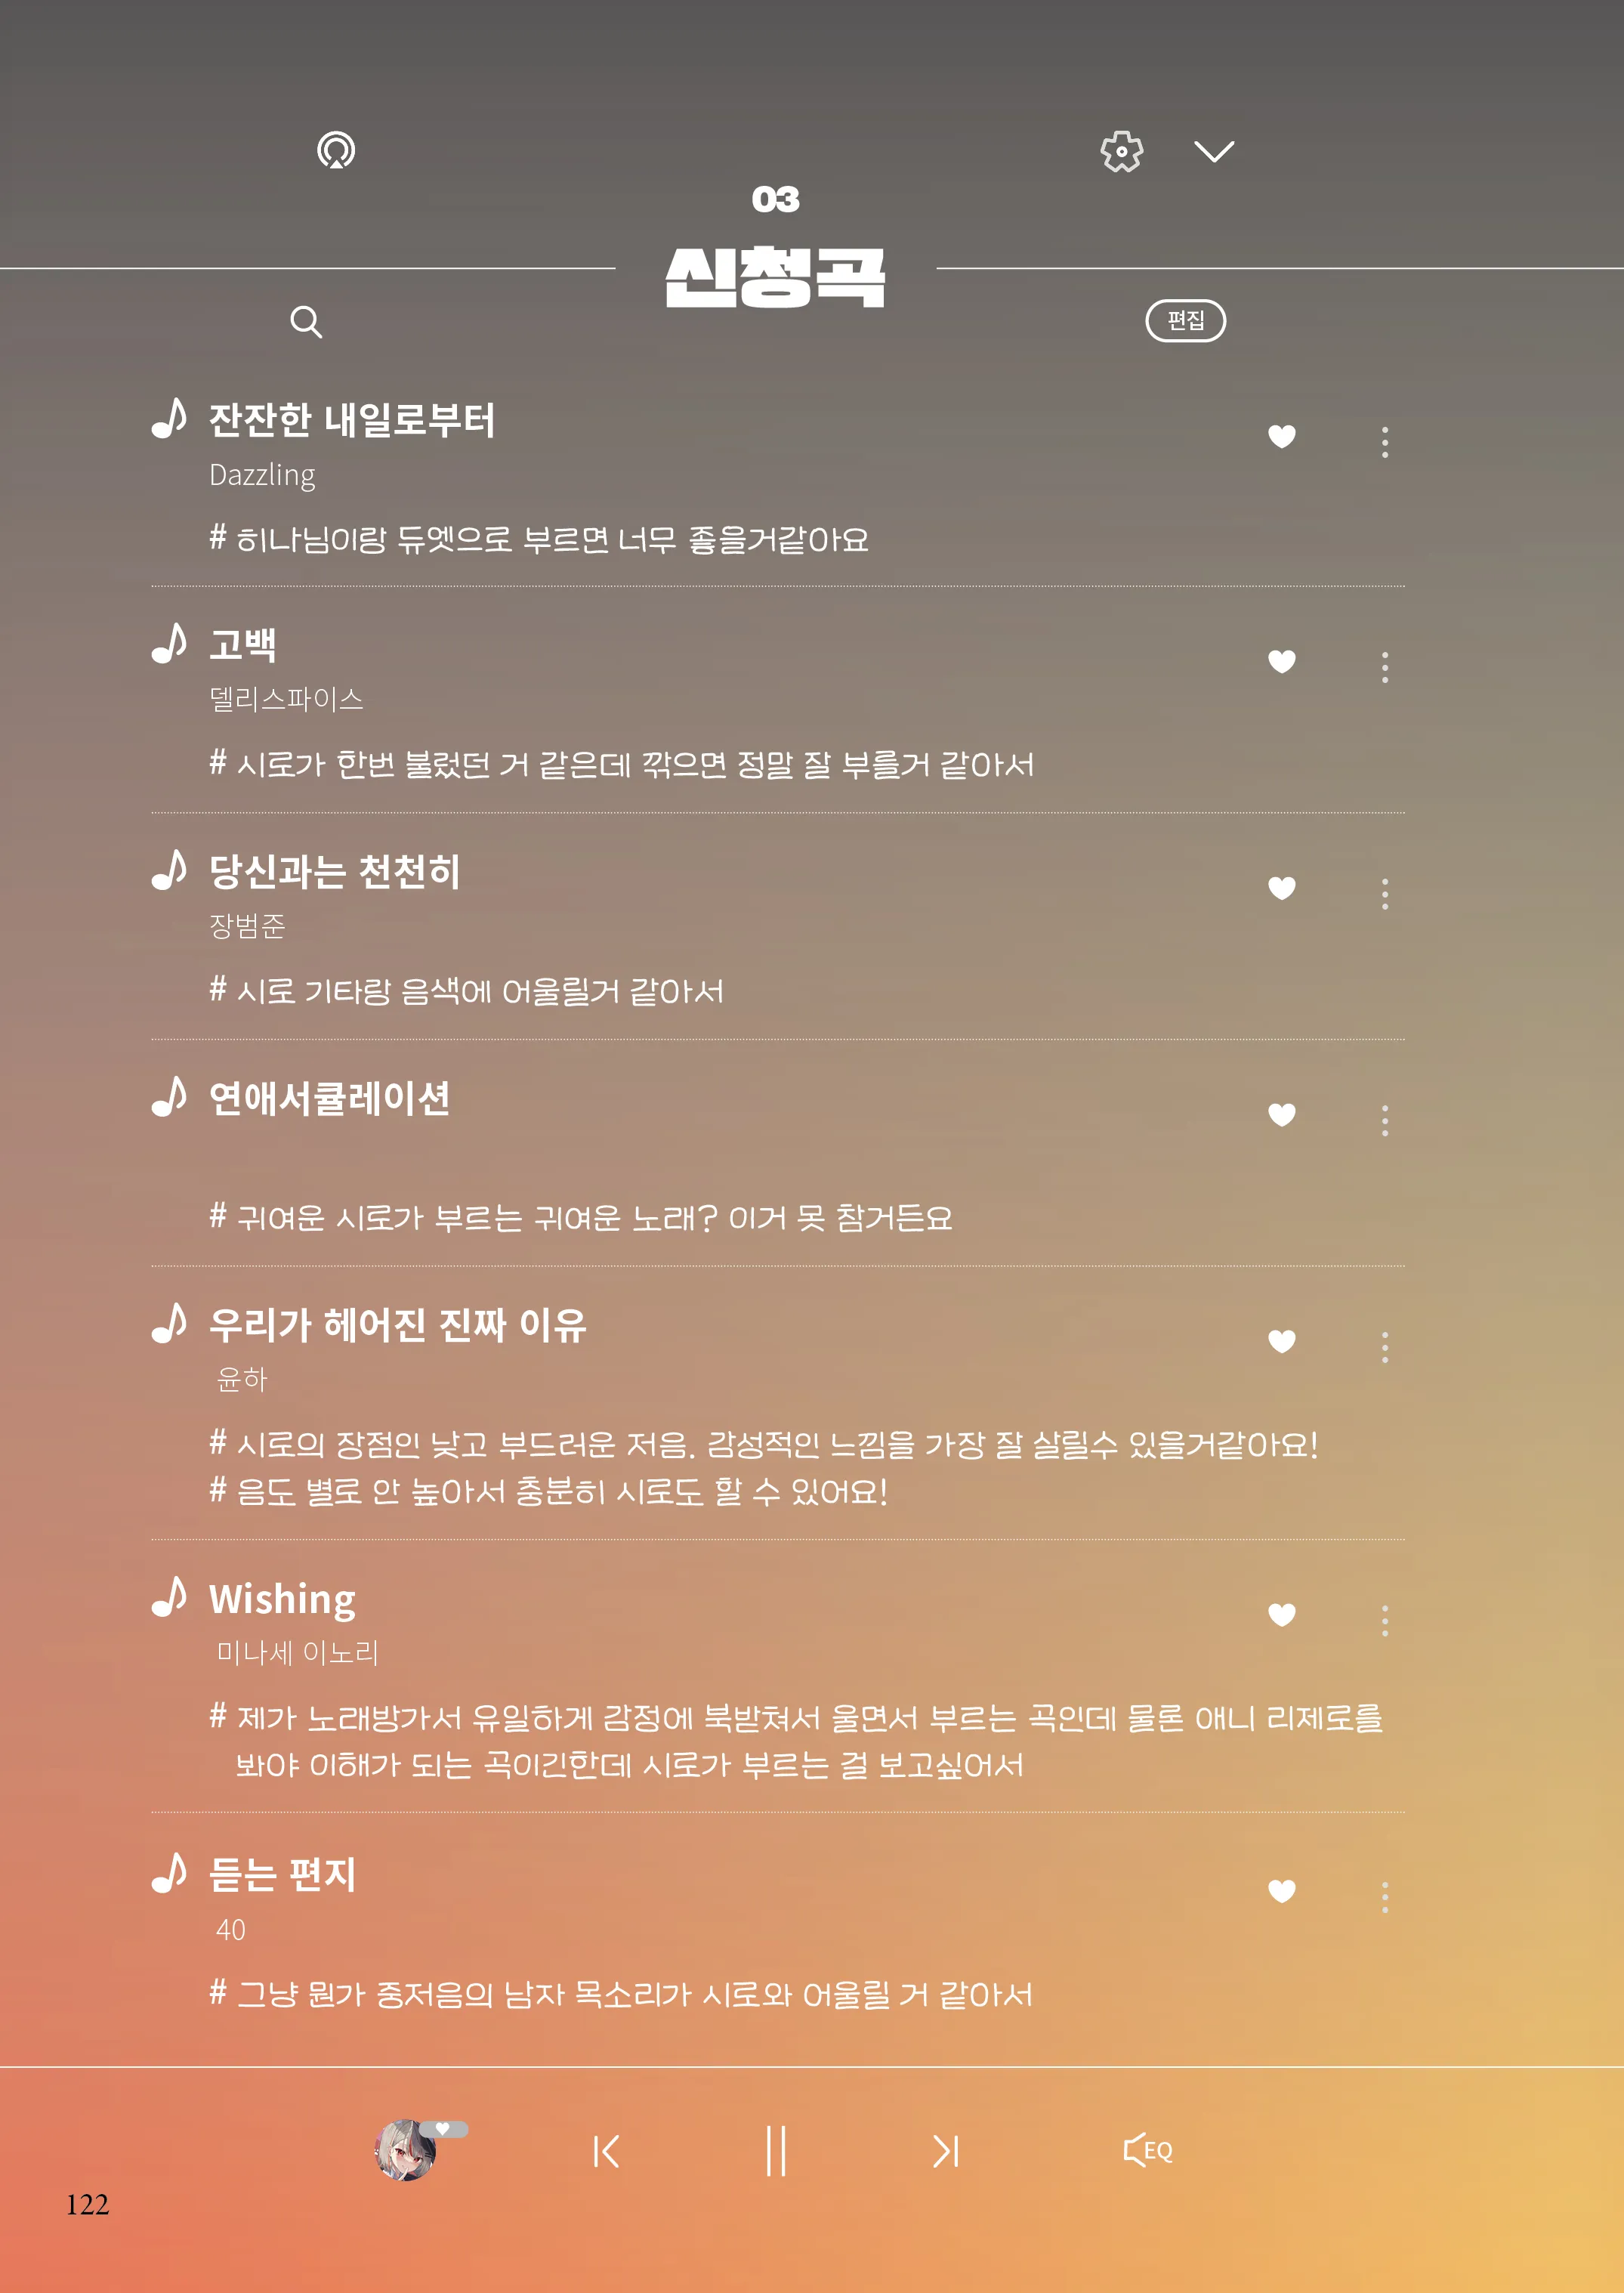 03
신청곡
편집
잔잔한 내일로부터
Dazzling
# 히나님이랑 듀엣으로 부르면 너무 좋을거같아요
고백
델리스파이스
# 시로가 한번 불렀던 거 같은데 깎으면 정말 잘 부를거 같아서
당신과는 천천히
장범준
# 시로 기타랑 음색에 어울릴거 같아서
연애서큘레이션
# 귀여운 시로가 부르는 귀여운 노래? 이거 못 참거든요
우리가 헤어진 진짜 이유
윤하
# 시로의 장점인 낮고 부드러운 저음. 감성적인 느낌을 가장 잘 살릴수 있을거같아요!
# 음도 별로 안 높아서 충분히 시로도 할 수 있어요!
Wishing
미나세 이노리
# 제가 노래방가서 유일하게 감정에 북받쳐서 울면서 부르는 곡인데 물론 애니 리제로를
봐야 이해가 되는 곡이긴한데 시로가 부르는 걸 보고싶어서
듣는 편지
40
# 그냥 뭔가 중저음의 남자 목소리가 시로와 어울릴 거 같아서
EQ
122